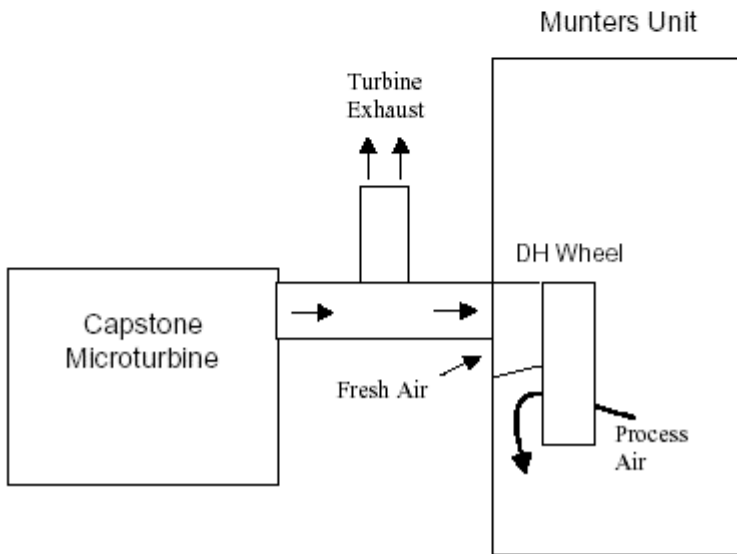 Munters Unit
Turbine
Exhaust
DH Wheel
Capstone
Microturbine
Fresh Air
Process
Air